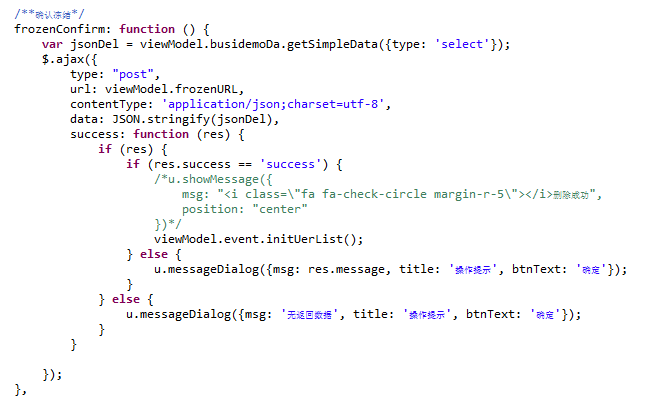 /**确认冻结*/
frozenConfirm: function () {
    var jsonDel = viewModel.busidemoDa.getSimpleData({type: 'select'});
    $.ajax({
        type: "post",
        url: viewModel.frozenURL,
        contentType: 'application/json;charset=utf-8',
        data: JSON.stringify(jsonDel),
        success: function (res) {
            if (res) {
                if (res.success == 'success') {
                    /*u.showMessage({
                        msg: "<i class=\"fa fa-check-circle margin-r-5\"></i>删除成功",
                        position: "center"
                    })*/
                    viewModel.event.initUerList();
                } else {
                    u.messageDialog({msg: res.message, title: '操作提示', btnText: '确定'});
                }
            } else {
                u.messageDialog({msg: '无返回数据', title: '操作提示', btnText: '确定'});
            }
        }

    });
},